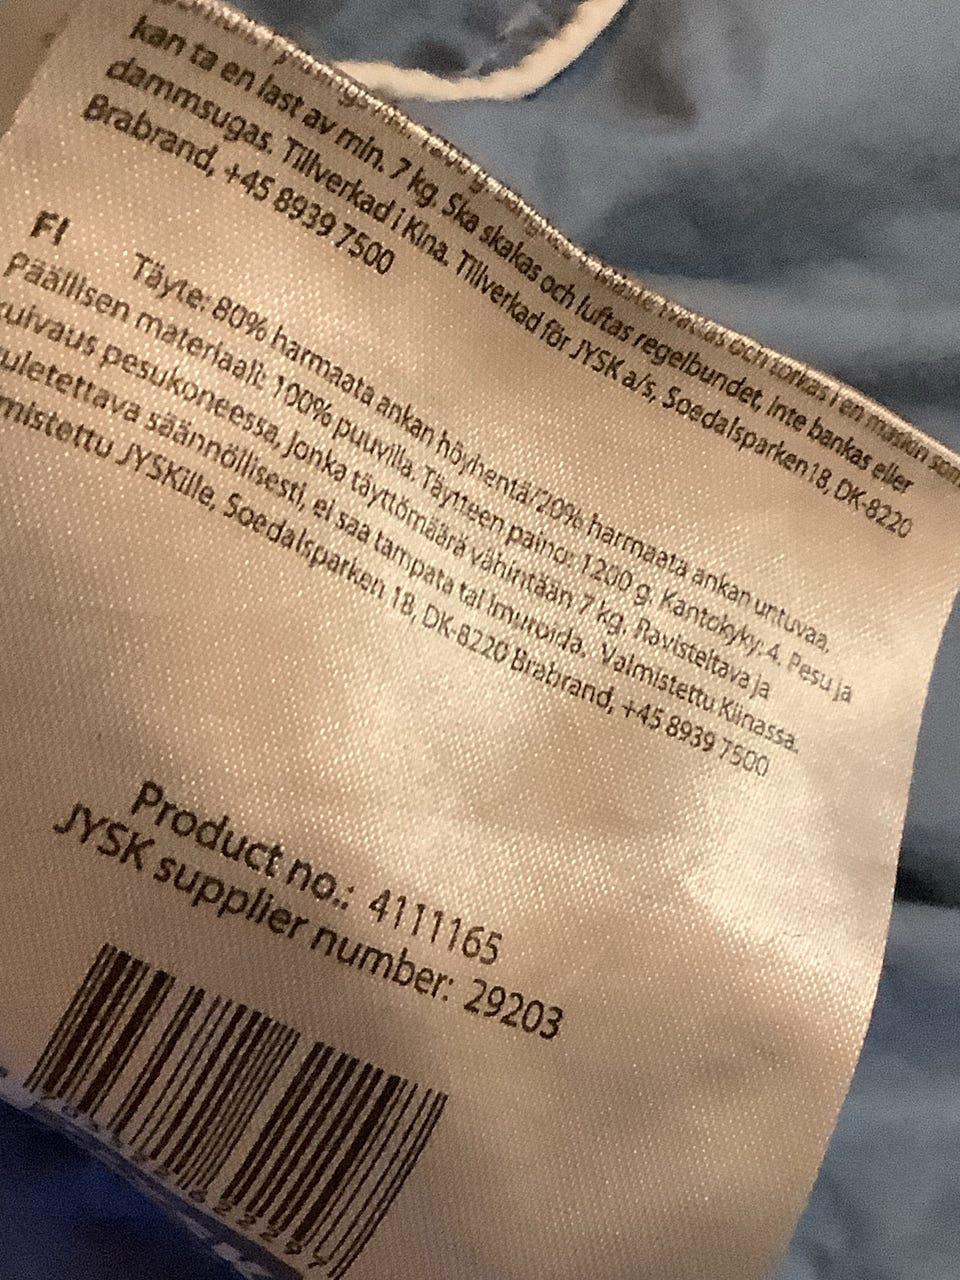 kan ta en last av min. 7 kg. Ska skakas och luftas regelbundet, inte bankas eller
dammsugas. Tillverkad i Kina. Tillverkad för JYSK a/s, Soedalsparken18, DK-8220
Brabrand, +45 8939 7500
FI
Täyte: 80% harmaata ankan höyhentä/20% harmaata ankan untuvaa.
Päällisen materiaali: 100% puuvilla. Täytteen paino: 1200 g. Kantokyky: 4. Pesu ja
kuivaus pesukoneessa, jonka täyttömäärä vähintään 7 kg. Ravisteltava ja
tuuletettava säännöllisesti, ei saa tampata tai imuroida. Valmistettu Kiinassa.
Valmistettu JYSKille, Soedalsparken 18, DK-8220 Brabrand, +45 8939 7500
Product no.: 4111165
JYSK supplier number: 29203